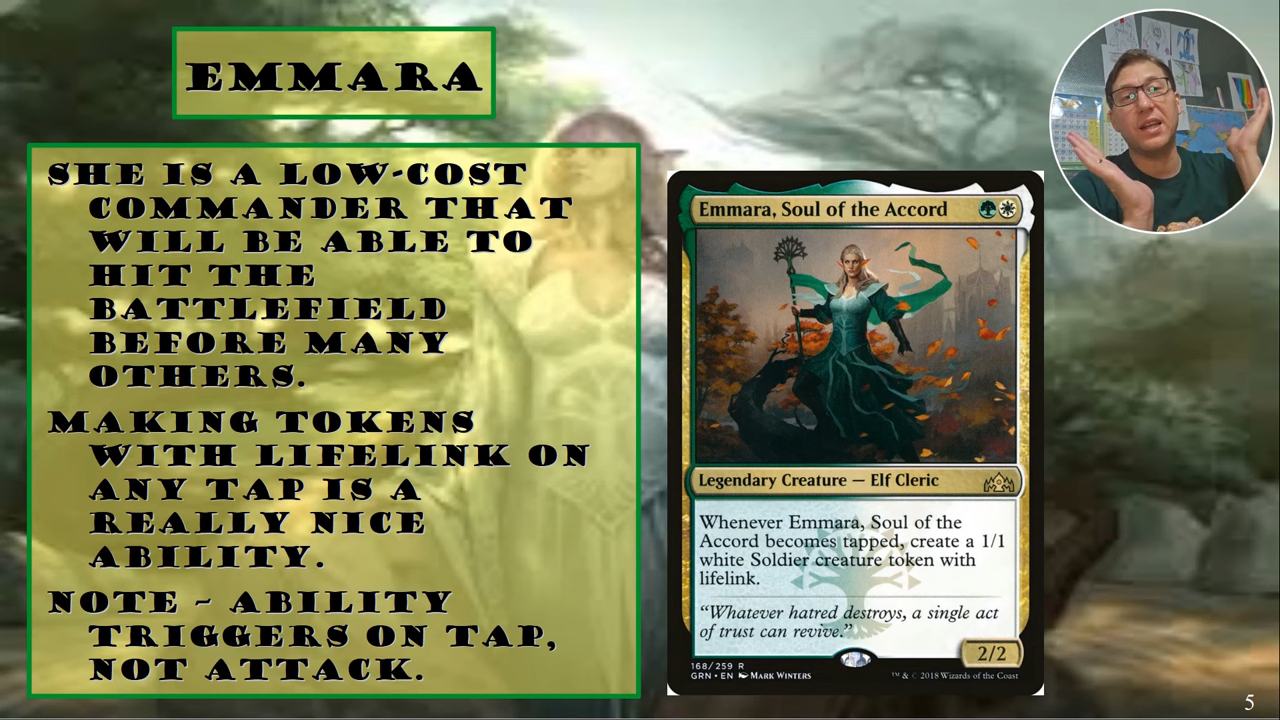 EMMARA
SHE IS A LOW-COST
COMMANDER THAT
WILL BE ABLE TO
HIT THE
BATTLEFIELD
BEFORE MANY
OTHERS.
MAKING TOKENS
WITH LIFELINK ON
ANY TAP IS A
REALLY NICE
ABILITY.
NOTE ~ ABILITY
TRIGGERS ON TAP,
NOT ATTACK.
Emmara, Soul of the Accord
Legendary Creature — Elf Cleric
Whenever Emmara, Soul of the
Accord becomes tapped, create a 1/1
white Soldier creature token with
lifelink.
“Whatever hatred destroys, a single act
of trust can revive.”
2/2
168/259 R
GRN • EN MARK WINTERS
™ & © 2018 Wizards of the Coast
5